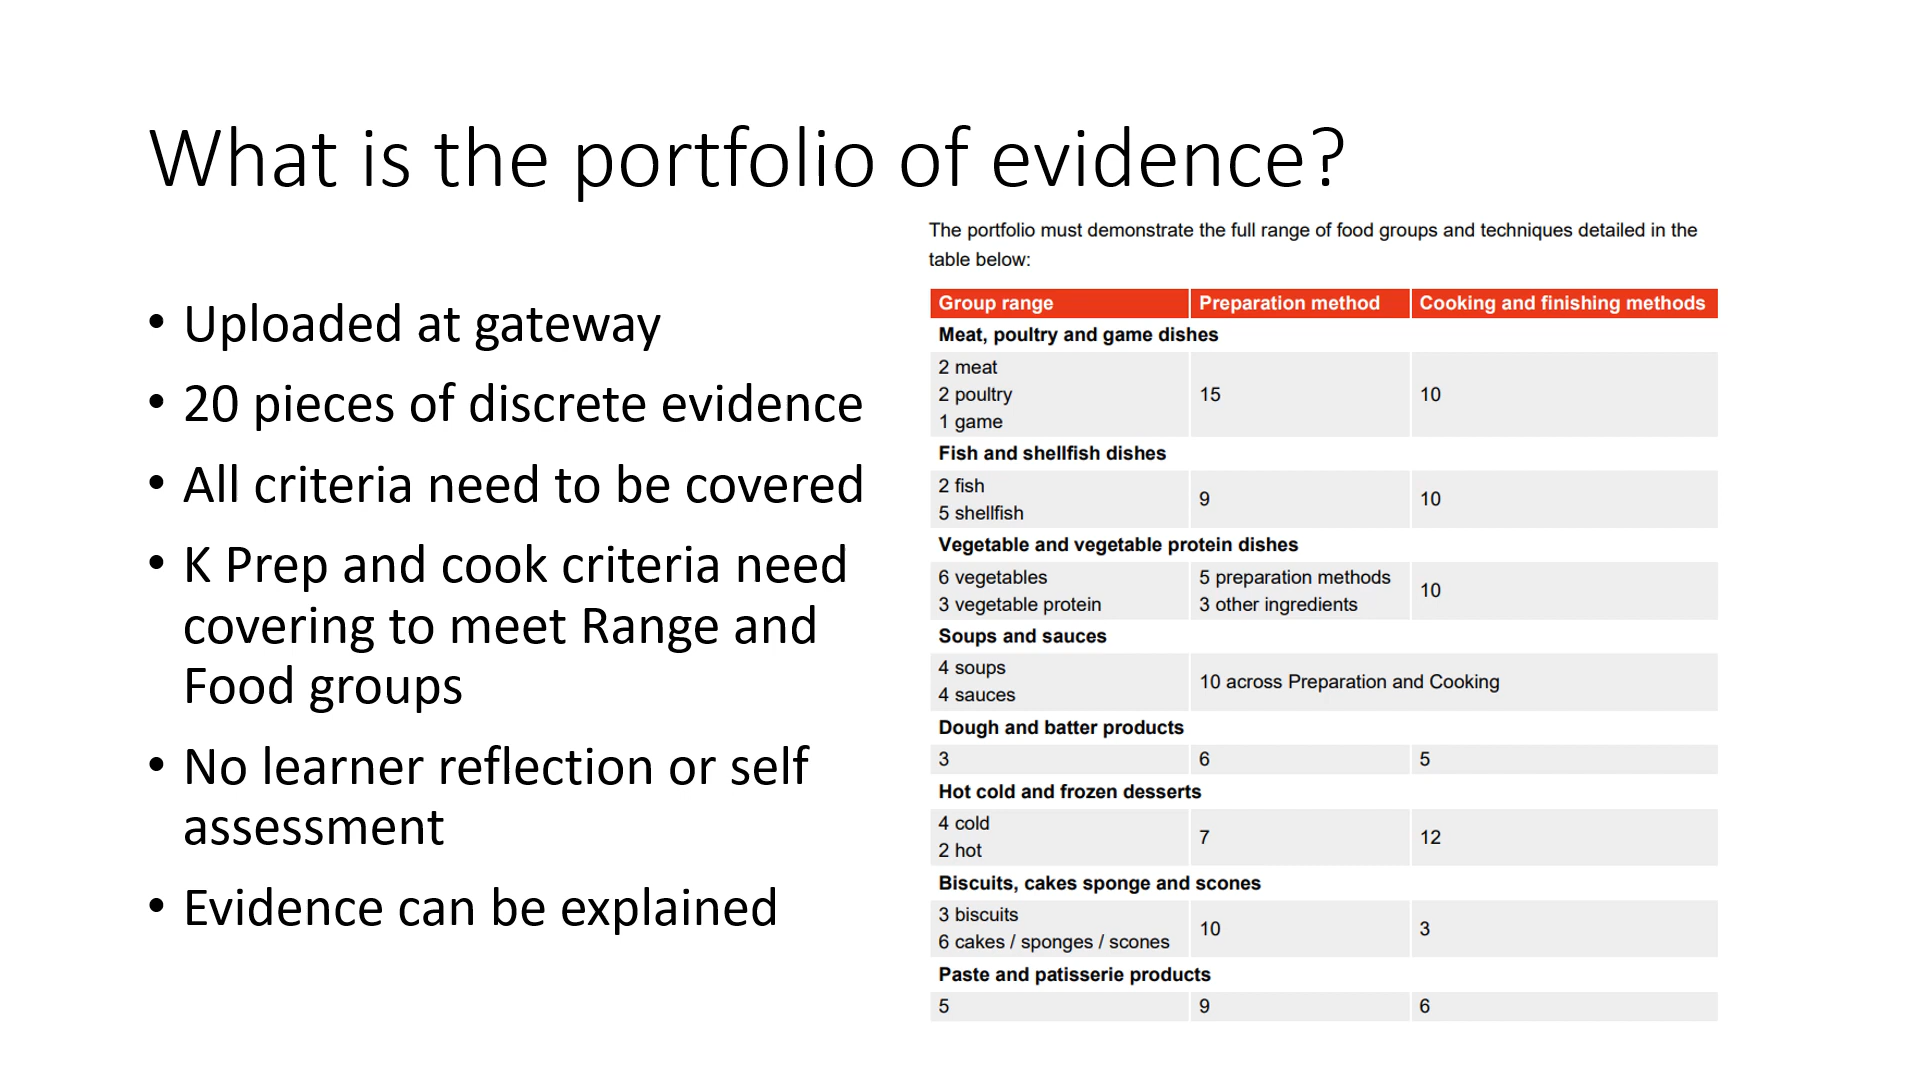 What is the portfolio of evidence?
• Uploaded at gateway
• 20 pieces of discrete evidence
• All criteria need to be covered
• K Prep and cook criteria need
covering to meet Range and
Food groups
• No learner reflection or self
assessment
• Evidence can be explained
The portfolio must demonstrate the full range of food groups and techniques detailed in the
table below:
Group range Preparation method Cooking and finishing methods
Meat, poultry and game dishes
2 meat
2 poultry 15 10
1 game
Fish and shellfish dishes
2 fish
5 shellfish
9 10
Vegetable and vegetable protein dishes
6 vegetables 5 preparation methods
3 vegetable protein 3 other ingredients
10
Soups and sauces
4 soups
4 sauces
10 across Preparation and Cooking
Dough and batter products
3 6 5
Hot cold and frozen desserts
4 cold
2 hot
7 12
Biscuits, cakes sponge and scones
3 biscuits
6 cakes / sponges / scones
10 3
Paste and patisserie products
5 9 6